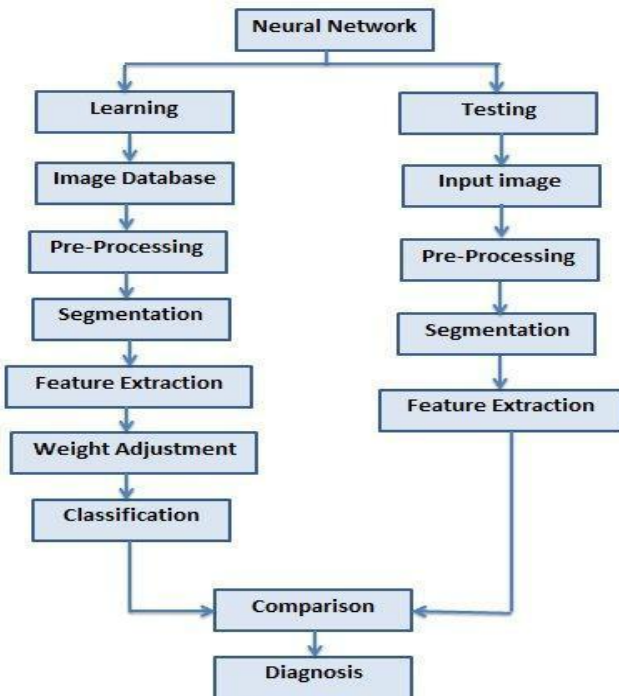 Neural Network
Learning
Testing
Image Database
Input image
Pre-Processing
Pre-Processing
Segmentation
Segmentation
Feature Extraction
Feature Extraction
Weight Adjustment
Classification
Comparison
Diagnosis